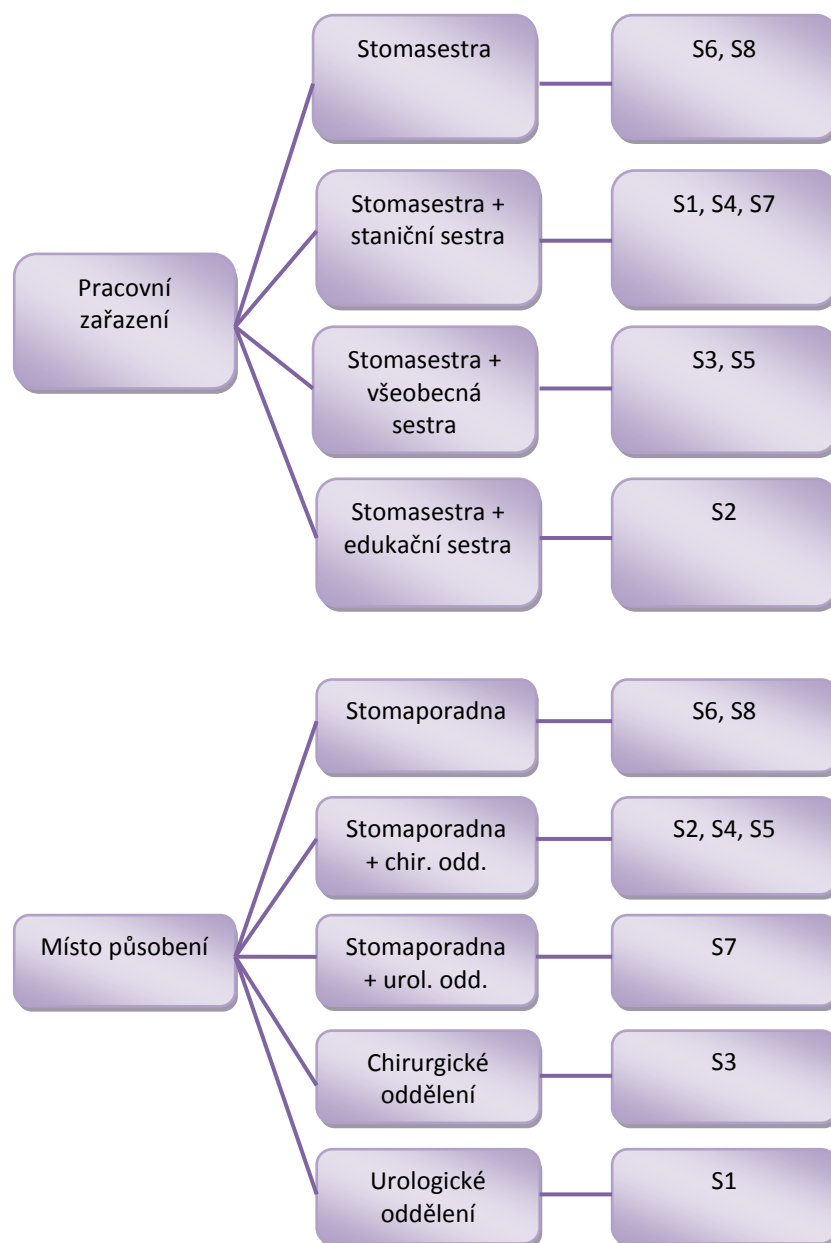 Stomasestra
S6, S8
Stomasestra +
staniční sestra
S1, S4, S7
Pracovní
zařazení
Stomasestra +
všeobecná
sestra
S3, S5
Stomasestra +
edukační sestra
S2
Stomaporadna
S6, S8
Stomaporadna
+ chir. odd.
S2, S4, S5
Místo působení
Stomaporadna
+ urol. odd.
S7
Chirurgické
oddělení
S3
Urologické
oddělení
S1